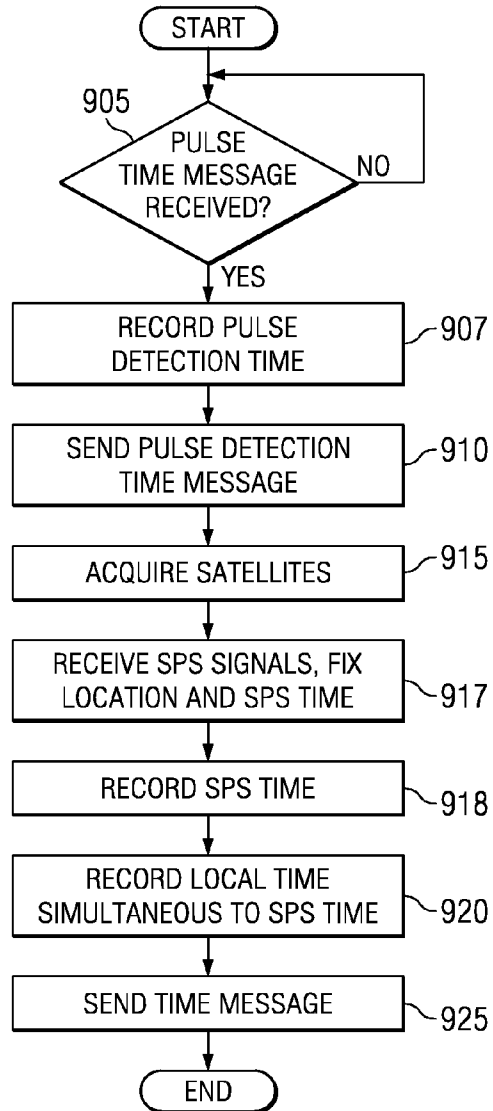 START
905
PULSE
TIME MESSAGE
RECEIVED?
NO
YES
RECORD PULSE
DETECTION TIME
907
SEND PULSE DETECTION
TIME MESSAGE
910
ACQUIRE SATELLITES
915
RECEIVE SPS SIGNALS, FIX
LOCATION AND SPS TIME
917
RECORD SPS TIME
918
RECORD LOCAL TIME
SIMULTANEOUS TO SPS TIME
920
SEND TIME MESSAGE
925
END